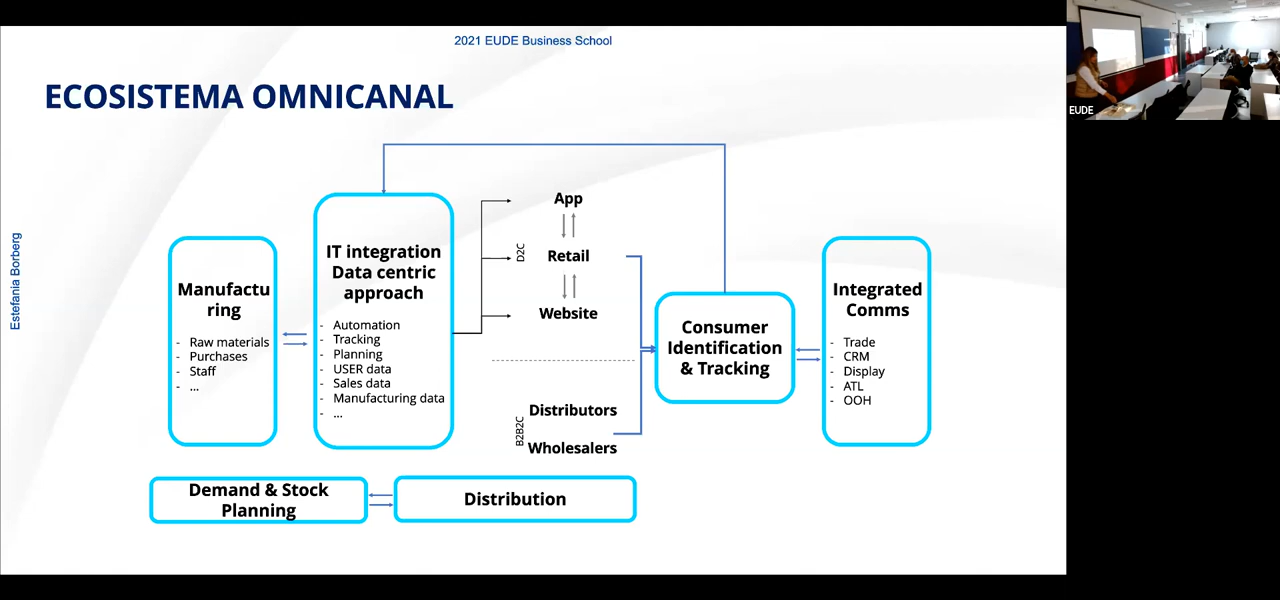 2021 EUDE Business School
ECOSISTEMA OMNICANAL
Estefania Borberg
EUDE
Manufactu
ring
- Raw materials
- Purchases
- Staff
- ...
IT integration
Data centric
approach
- Automation
- Tracking
- Planning
- USER data
- Sales data
- Manufacturing data
- ...
D2C
App
Retail
Website
B2B2C
Distributors
Wholesalers
Consumer
Identification
& Tracking
Integrated
Comms
- Trade
- CRM
- Display
- ATL
- OOH
Demand & Stock
Planning
Distribution